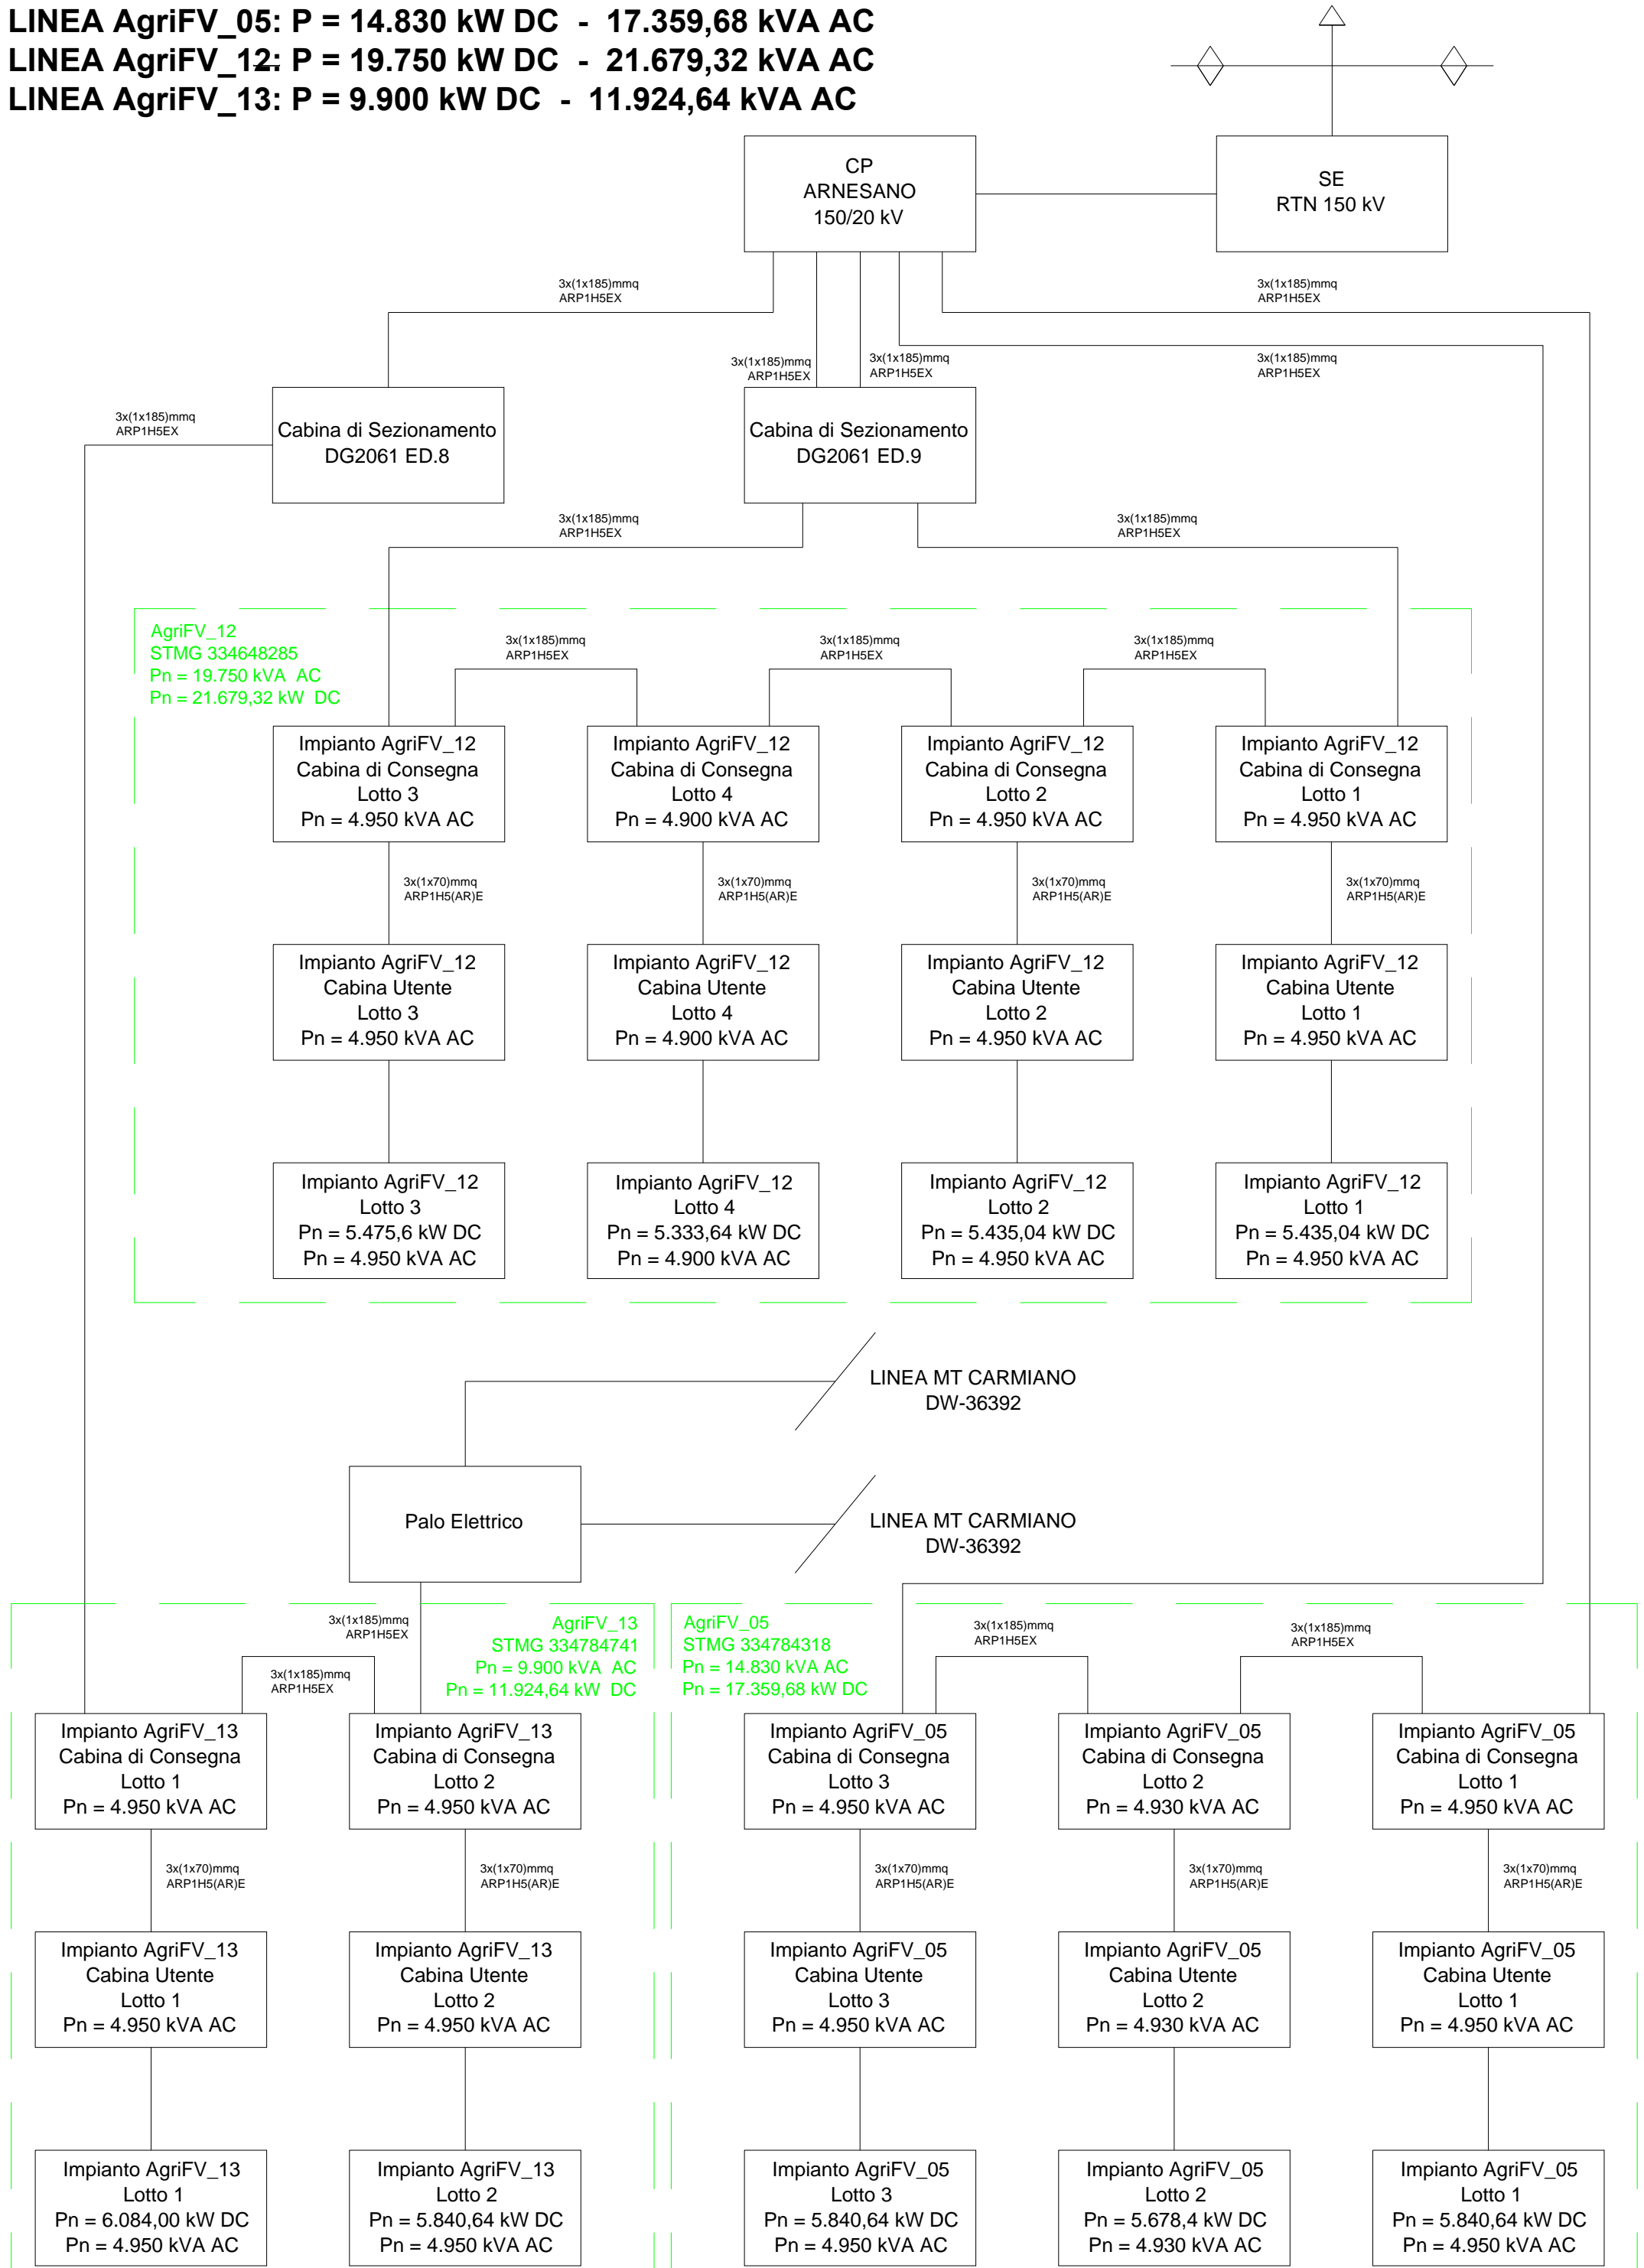 LINEA AgriFV_05: P = 14.830 kW DC - 17.359,68 kVA AC
LINEA AgriFV_12: P = 19.750 kW DC - 21.679,32 kVA AC
LINEA AgriFV_13: P = 9.900 kW DC - 11.924,64 kVA AC
CP
ARNESANO
150/20 kV
SE
RTN 150 kV
3x(1x185)mmq
ARP1H5EX
3x(1x185)mmq
ARP1H5EX
3x(1x185)mmq
ARP1H5EX
3x(1x185)mmq
ARP1H5EX
3x(1x185)mmq
ARP1H5EX
3x(1x185)mmq
ARP1H5EX
Cabina di Sezionamento
DG2061 ED.8
Cabina di Sezionamento
DG2061 ED.9
3x(1x185)mmq
ARP1H5EX
3x(1x185)mmq
ARP1H5EX
AgriFV_12
STMG 334648285
Pn = 19.750 kVA AC
Pn = 21.679,32 kW DC
3x(1x185)mmq
ARP1H5EX
3x(1x185)mmq
ARP1H5EX
3x(1x185)mmq
ARP1H5EX
Impianto AgriFV_12
Cabina di Consegna
Lotto 3
Pn = 4.950 kVA AC
Impianto AgriFV_12
Cabina di Consegna
Lotto 4
Pn = 4.900 kVA AC
Impianto AgriFV_12
Cabina di Consegna
Lotto 2
Pn = 4.950 kVA AC
Impianto AgriFV_12
Cabina di Consegna
Lotto 1
Pn = 4.950 kVA AC
3x(1x70)mmq
ARP1H5(AR)E
3x(1x70)mmq
ARP1H5(AR)E
3x(1x70)mmq
ARP1H5(AR)E
3x(1x70)mmq
ARP1H5(AR)E
Impianto AgriFV_12
Cabina Utente
Lotto 3
Pn = 4.950 kVA AC
Impianto AgriFV_12
Cabina Utente
Lotto 4
Pn = 4.900 kVA AC
Impianto AgriFV_12
Cabina Utente
Lotto 2
Pn = 4.950 kVA AC
Impianto AgriFV_12
Cabina Utente
Lotto 1
Pn = 4.950 kVA AC
Impianto AgriFV_12
Lotto 3
Pn = 5.475,6 kW DC
Pn = 4.950 kVA AC
Impianto AgriFV_12
Lotto 4
Pn = 5.333,64 kW DC
Pn = 4.900 kVA AC
Impianto AgriFV_12
Lotto 2
Pn = 5.435,04 kW DC
Pn = 4.950 kVA AC
Impianto AgriFV_12
Lotto 1
Pn = 5.435,04 kW DC
Pn = 4.950 kVA AC
LINEA MT CARMIANO
DW-36392
Palo Elettrico
LINEA MT CARMIANO
DW-36392
3x(1x185)mmq
ARP1H5EX
3x(1x185)mmq
ARP1H5EX
AgriFV_13
STMG 334784741
Pn = 9.900 kVA AC
Pn = 11.924,64 kW DC
AgriFV_05
STMG 334784318
Pn = 14.830 kVA AC
Pn = 17.359,68 kW DC
3x(1x185)mmq
ARP1H5EX
3x(1x185)mmq
ARP1H5EX
Impianto AgriFV_13
Cabina di Consegna
Lotto 1
Pn = 4.950 kVA AC
Impianto AgriFV_13
Cabina di Consegna
Lotto 2
Pn = 4.950 kVA AC
Impianto AgriFV_05
Cabina di Consegna
Lotto 3
Pn = 4.950 kVA AC
Impianto AgriFV_05
Cabina di Consegna
Lotto 2
Pn = 4.930 kVA AC
Impianto AgriFV_05
Cabina di Consegna
Lotto 1
Pn = 4.950 kVA AC
3x(1x70)mmq
ARP1H5(AR)E
3x(1x70)mmq
ARP1H5(AR)E
3x(1x70)mmq
ARP1H5(AR)E
3x(1x70)mmq
ARP1H5(AR)E
3x(1x70)mmq
ARP1H5(AR)E
Impianto AgriFV_13
Cabina Utente
Lotto 1
Pn = 4.950 kVA AC
Impianto AgriFV_13
Cabina Utente
Lotto 2
Pn = 4.950 kVA AC
Impianto AgriFV_05
Cabina Utente
Lotto 3
Pn = 4.950 kVA AC
Impianto AgriFV_05
Cabina Utente
Lotto 2
Pn = 4.930 kVA AC
Impianto AgriFV_05
Cabina Utente
Lotto 1
Pn = 4.950 kVA AC
Impianto AgriFV_13
Lotto 1
Pn = 6.084,00 kW DC
Pn = 4.950 kVA AC
Impianto AgriFV_13
Lotto 2
Pn = 5.840,64 kW DC
Pn = 4.950 kVA AC
Impianto AgriFV_05
Lotto 3
Pn = 5.840,64 kW DC
Pn = 4.950 kVA AC
Impianto AgriFV_05
Lotto 2
Pn = 5.678,4 kW DC
Pn = 4.930 kVA AC
Impianto AgriFV_05
Lotto 1
Pn = 5.840,64 kW DC
Pn = 4.950 kVA AC